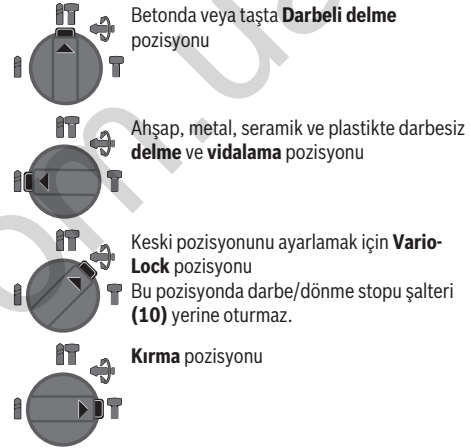 Betonda veya taşta Darbeli delme
pozisyonu
Ahşap, metal, seramik ve plastikte darbesiz
delme ve vidalama pozisyonu
Keski pozisyonunu ayarlamak için Vario-
Lock pozisyonu
Bu pozisyonda darbe/dönme stopu şalteri
(10) yerine oturmaz.
Kırma pozisyonu